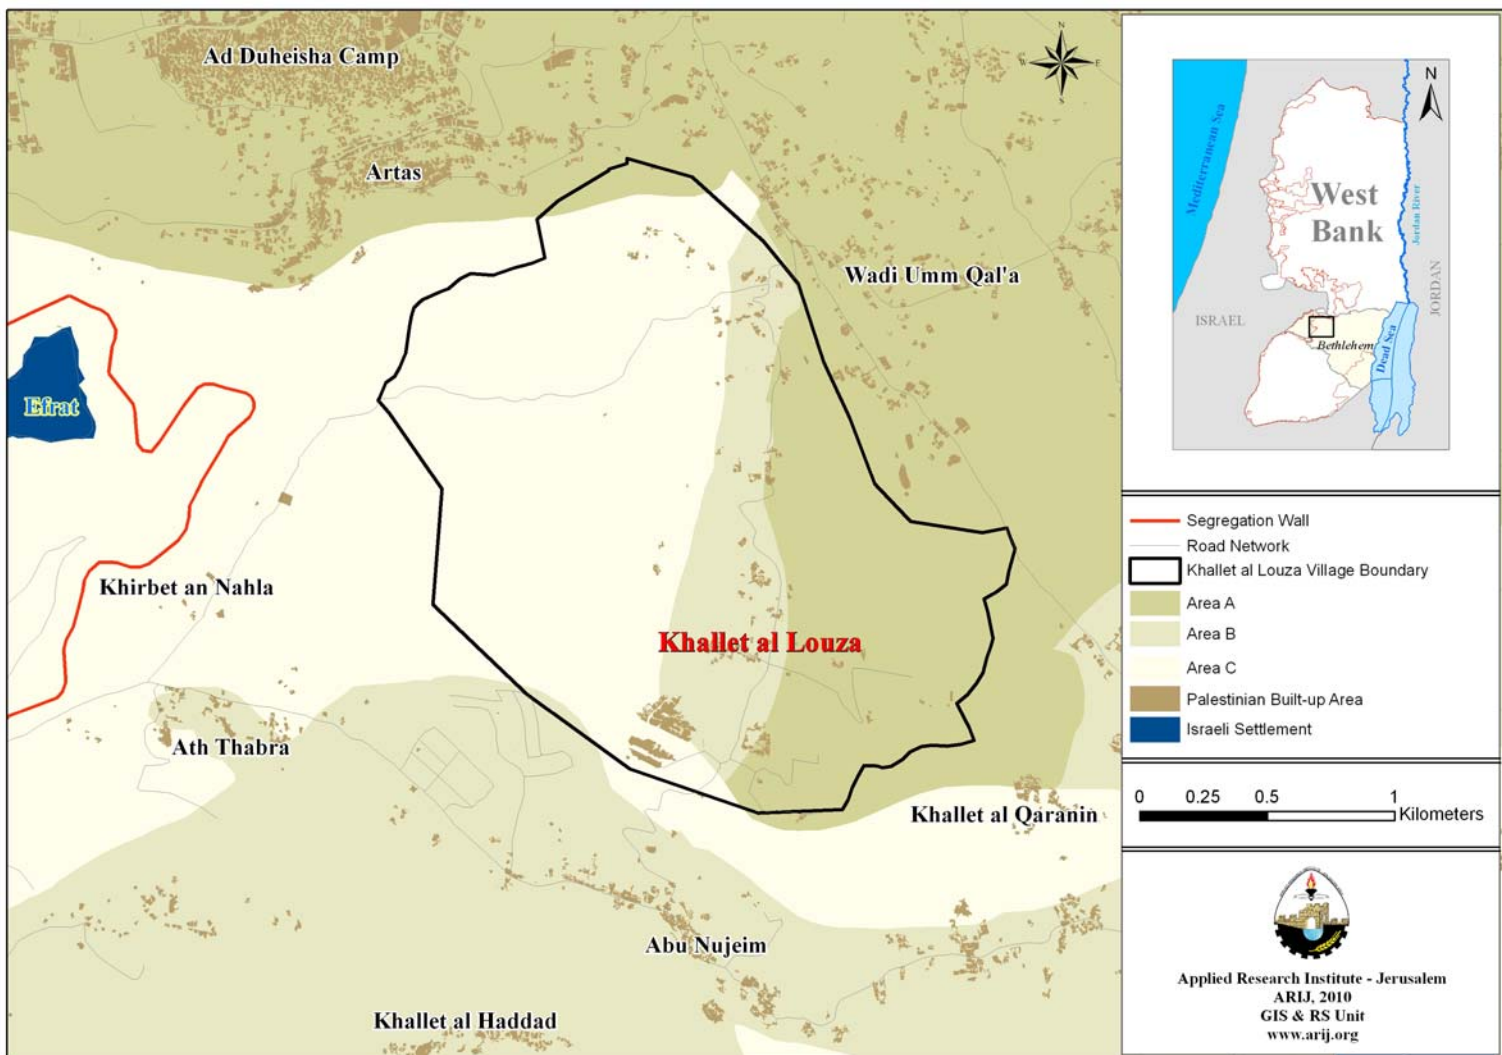 Ad Duheisha Camp
Artas
Wadi Umm Qal'a
Efrat
Khirbet an Nahla
Khallet al Louza
Ath Thabra
Khallet al Qaranin
Abu Nujeim
Khallet al Haddad
N
W
E
S
N
Mediterranean Sea
West
Bank
Jordan River
JORDAN
ISRAEL
Bethlehem
Dead Sea
Segregation Wall
Road Network
Khallet al Louza Village Boundary
Area A
Area B
Area C
Palestinian Built-up Area
Israeli Settlement
0 0.25 0.5 1
Kilometers
Applied Research Institute - Jerusalem
ARIJ, 2010
GIS & RS Unit
www.arij.org